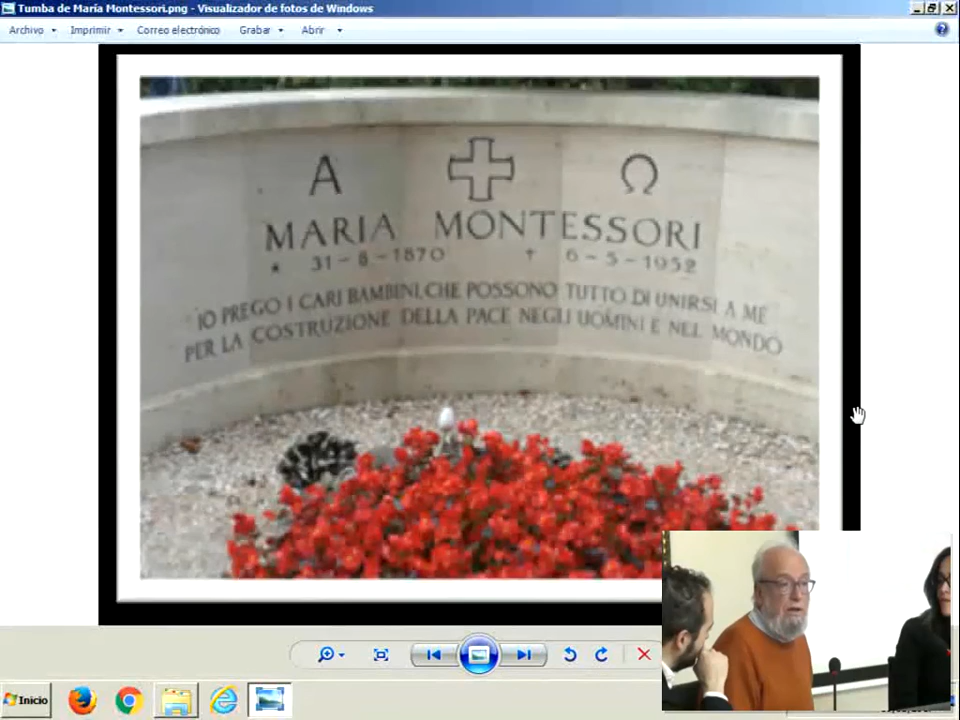 Tumba de María Montessori.png - Visualizador de fotos de Windows
Archivo Imprimir Correo electrónico Grabar Abrir
Α Ω
MARIA MONTESSORI
* 31-8-1870 † 6-5-1952
IO PREGO I CARI BAMBINI, CHE POSSONO TUTTO DI UNIRSI A ME
PER LA COSTRUZIONE DELLA PACE NEGLI UOMINI E NEL MONDO
Inicio